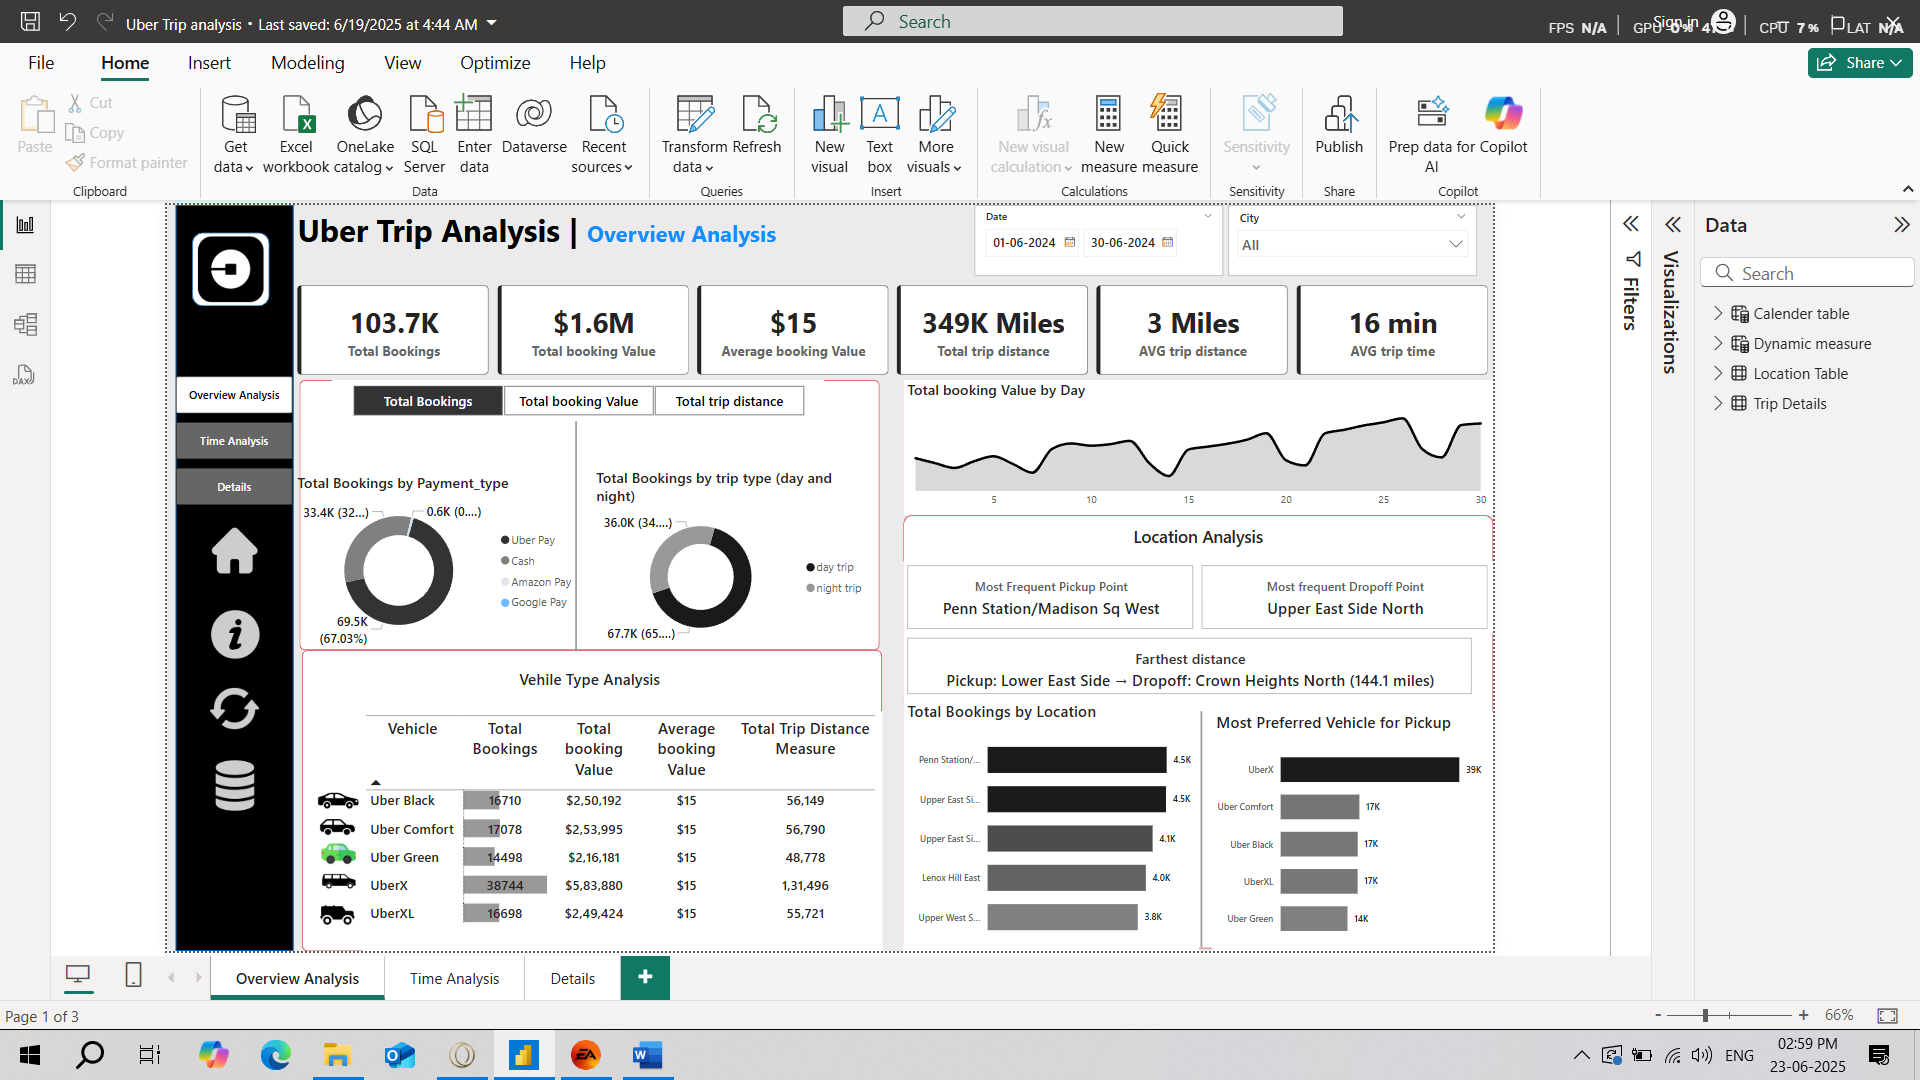 Uber Trip analysis • Last saved: 6/19/2025 at 4:44 AM
Search
Sign in
FPS N/A
GPU 0%
CPU 7%
LAT N/A
File Home Insert Modeling View Optimize Help
Share
Paste
Cut
Copy
Format painter
Clipboard
Get data
Excel workbook
OneLake catalog
SQL Server
Enter data
Dataverse
Recent sources
Data
Transform data
Refresh
Queries
New visual
Text box
More visuals
Insert
New visual calculation
New measure
Quick measure
Calculations
Sensitivity
Sensitivity
Publish
Share
Prep data for AI
Copilot
Copilot
DAX
Uber Trip Analysis | Overview Analysis
Date
01-06-2024 30-06-2024
City
All
103.7K
Total Bookings
$1.6M
Total booking Value
$15
Average booking Value
349K Miles
Total trip distance
3 Miles
AVG trip distance
16 min
AVG trip time
Overview Analysis
Time Analysis
Details
Total Bookings Total booking Value Total trip distance
Total Bookings by Payment_type
33.4K (32...)
0.6K (0....)
69.5K
(67.03%)
Uber Pay
Cash
Amazon Pay
Google Pay
Total Bookings by trip type (day and
night)
36.0K (34....)
67.7K (65....)
day trip
night trip
Total booking Value by Day
5 10 15 20 25 30
Location Analysis
Most Frequent Pickup Point
Penn Station/Madison Sq West
Most frequent Dropoff Point
Upper East Side North
Farthest distance
Pickup: Lower East Side → Dropoff: Crown Heights North (144.1 miles)
Vehile Type Analysis
Vehicle Total Bookings Total booking Value Average booking Value Total Trip Distance Measure
Uber Black 16710 $2,50,192 $15 56,149
Uber Comfort 17078 $2,53,995 $15 56,790
Uber Green 14498 $2,16,181 $15 48,778
UberX 38744 $5,83,880 $15 1,31,496
UberXL 16698 $2,49,424 $15 55,721
Total Bookings by Location
Penn Station/... 4.5K
Upper East Si... 4.5K
Upper East Si... 4.1K
Lenox Hill East 4.0K
Upper West S... 3.8K
Most Preferred Vehicle for Pickup
UberX 39K
Uber Comfort 17K
Uber Black 17K
UberXL 17K
Uber Green 14K
Filters
Visualizations
Data
Search
Calender table
Dynamic measure
Location Table
Trip Details
Overview Analysis Time Analysis Details +
Page 1 of 3
- + 66%
ENG
02:59 PM
23-06-2025